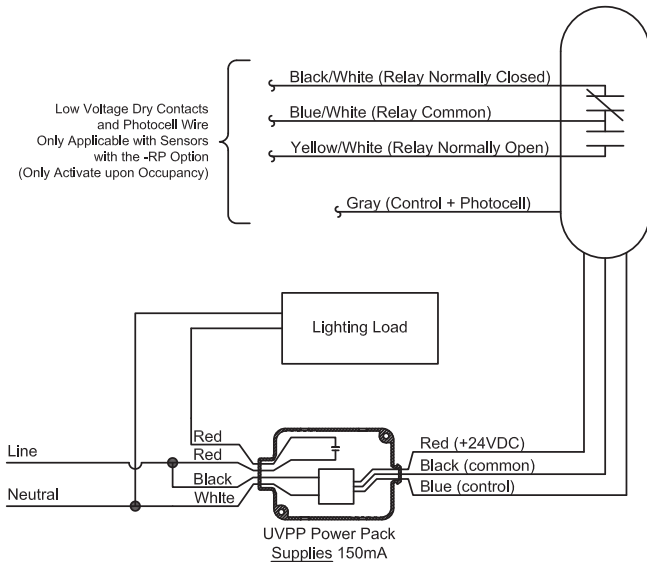 Black/White (Relay Normally Closed)
Low Voltage Dry Contacts
and Photocell Wire
Only Applicable with Sensors
with the -RP Option
(Only Activate upon Occupancy)
Blue/White (Relay Common)
Yellow/White (Relay Normally Open)
Gray (Control + Photocell)
Lighting Load
Line
Neutral
Red
Red
Black
White
Red (+24VDC)
Black (common)
Blue (control)
UVPP Power Pack
Supplies 150mA